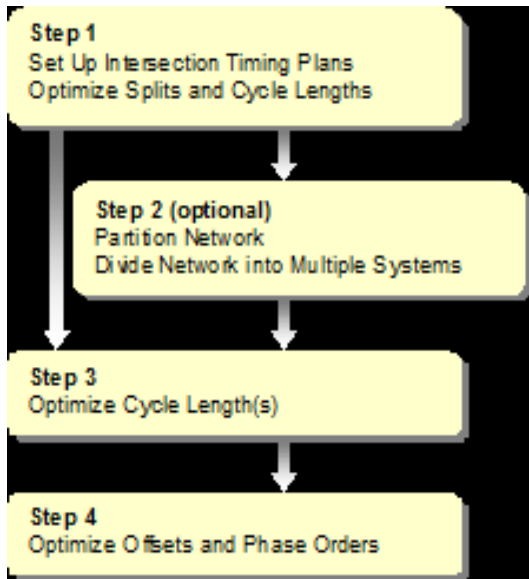 Step 1
Set Up Intersection Timing Plans
Optimize Splits and Cycle Lengths
Step 2 (optional)
Partition Network
Divide Network into Multiple Systems
Step 3
Optimize Cycle Length(s)
Step 4
Optimize Offsets and Phase Orders